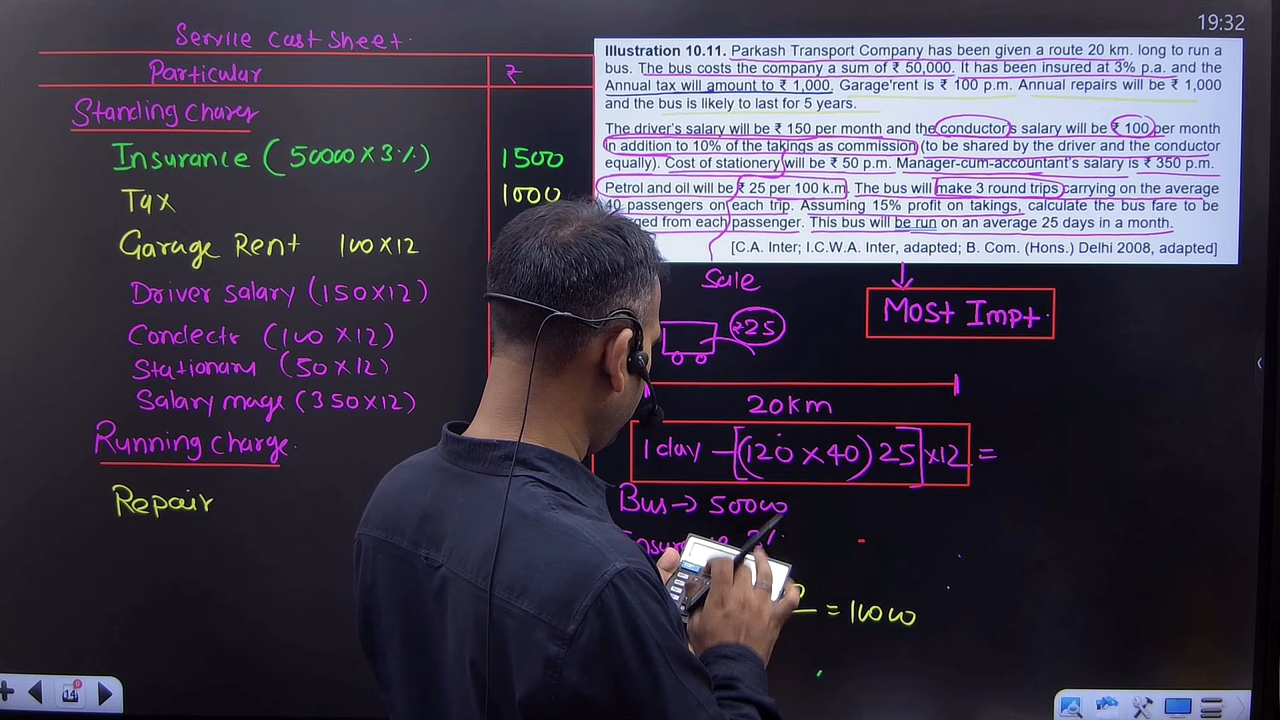 19:32
Servile Cast Sheet.
Particular ₹
Standing Charer
Insurance (50000×3%) 1500
Tax 1000
Garage Rent 100×12
Driver salary (150×12)
Condectr (100×12)
Stationary (50×12)
Salary mage (350×12)
Running Charge.
Repair
Illustration 10.11. Parkash Transport Company has been given a route 20 km. long to run a
bus. The bus costs the company a sum of ₹ 50,000. It has been insured at 3% p.a. and the
Annual tax will amount to ₹ 1,000. Garage'rent is ₹ 100 p.m. Annual repairs will be ₹ 1,000
and the bus is likely to last for 5 years.
The driver's salary will be ₹ 150 per month and the conductor's salary will be ₹ 100 per month
in addition to 10% of the takings as commission (to be shared by the driver and the conductor
equally). Cost of stationery will be ₹ 50 p.m. Manager-cum-accountant's salary is ₹ 350 p.m.
Petrol and oil will be ₹ 25 per 100 k.m. The bus will make 3 round trips carrying on the average
40 passengers on each trip. Assuming 15% profit on takings, calculate the bus fare to be
from each passenger. This bus will be run on an average 25 days in a month.
[C.A. Inter; I.C.W.A. Inter, adapted; B. Com. (Hons.) Delhi 2008, adapted]
Sale
₹25
Most Impt.
20km
1 day - [(120×40) 25]×12 =
Bus → 50000
= 10000
14